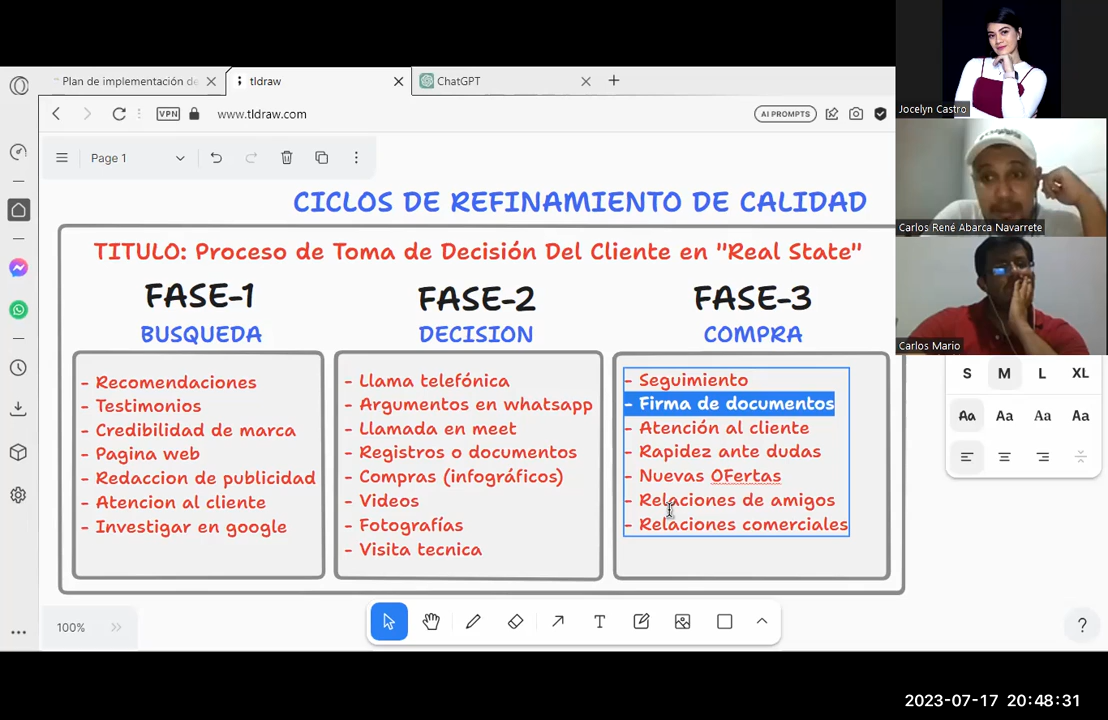 Plan de implementación de
tldraw
ChatGPT
VPN
www.tldraw.com
AI PROMPTS
Page 1
CICLOS DE REFINAMIENTO DE CALIDAD
TITULO: Proceso de Toma de Decisión Del Cliente en "Real State"
FASE-1
BUSQUEDA
- Recomendaciones
- Testimonios
- Credibilidad de marca
- Pagina web
- Redaccion de publicidad
- Atencion al cliente
- Investigar en google
FASE-2
DECISION
- Llama telefónica
- Argumentos en whatsapp
- Llamada en meet
- Registros o documentos
- Compras (infográficos)
- Videos
- Fotografías
- Visita tecnica
FASE-3
COMPRA
- Seguimiento
- Firma de documentos
- Atención al cliente
- Rapidez ante dudas
- Nuevas OFertas
- Relaciones de amigos
- Relaciones comerciales
Jocelyn Castro
Carlos René Abarca Navarrete
Carlos Mario
S M L XL
Aa Aa Aa Aa
100%
T
?
2023-07-17 20:48:31